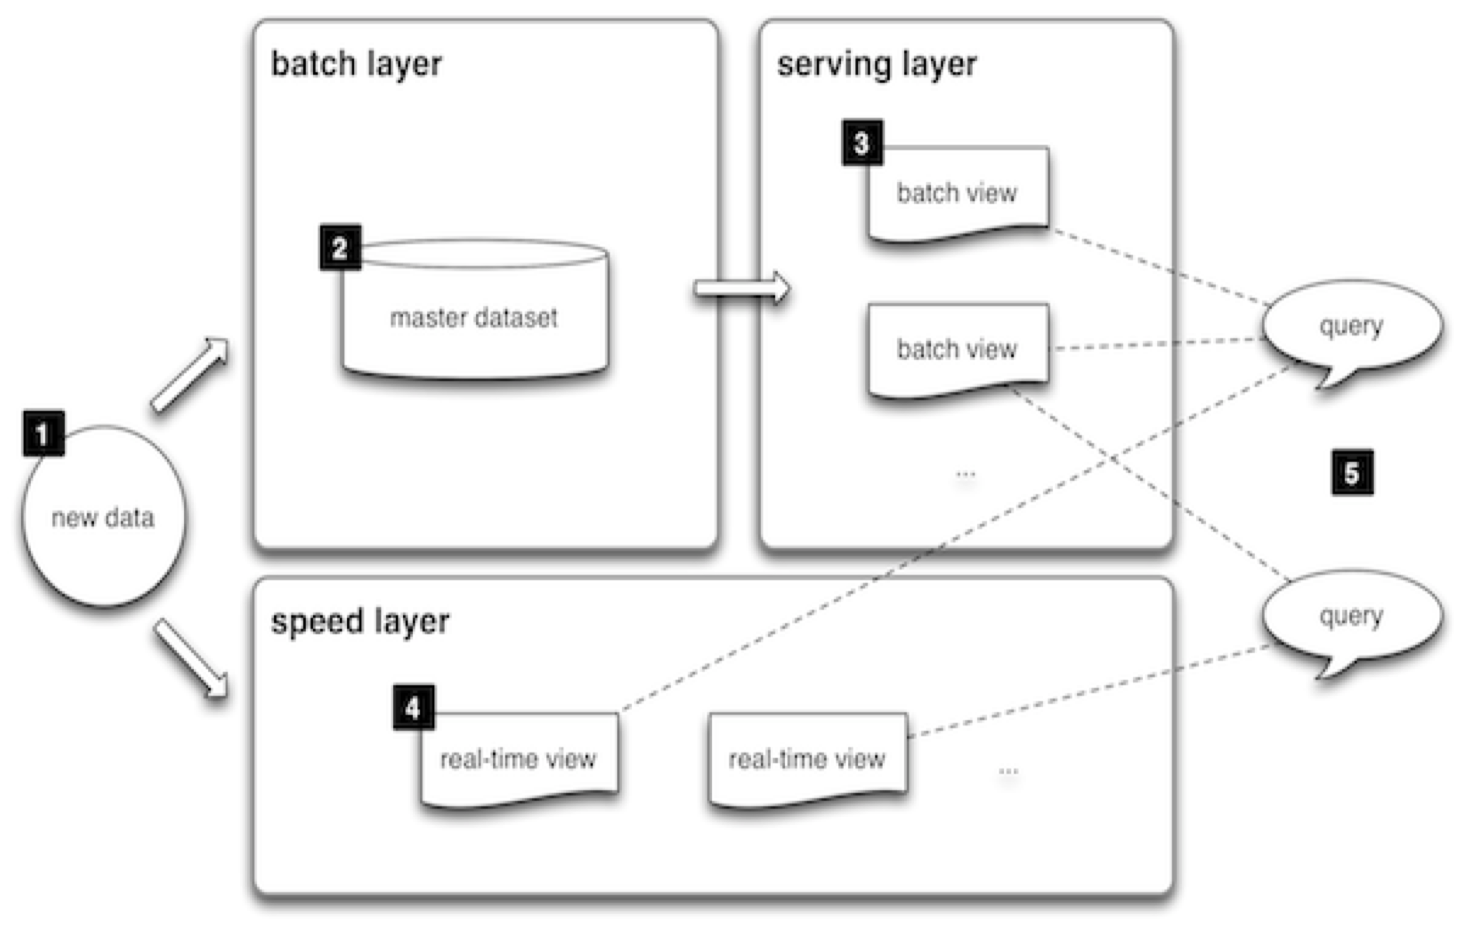 batch layer
serving layer
3
batch view
2
master dataset
batch view
query
...
1
new data
5
query
speed layer
4
real-time view
real-time view
...